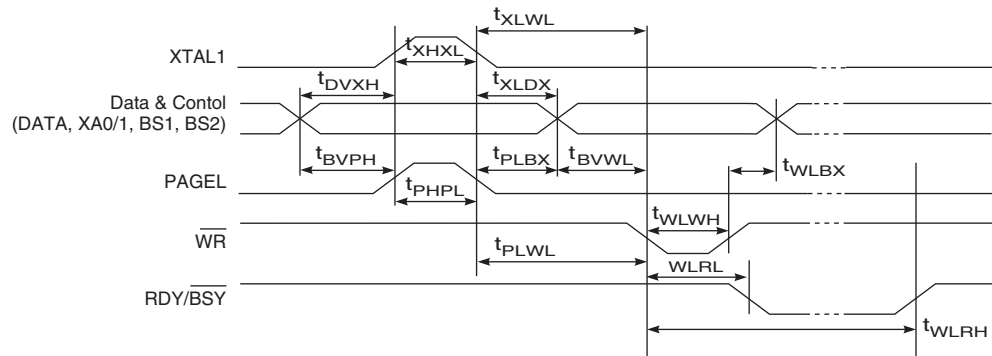 tXLWL
XTAL1
tXHXL
tDVXH
tXLDX
Data & Contol
(DATA, XA0/1, BS1, BS2)
tBVPH
tPLBX
tBVWL
tWLBX
PAGEL
tPHPL
tWLWH
WR
tPLWL
WLRL
RDY/BSY
tWLRH